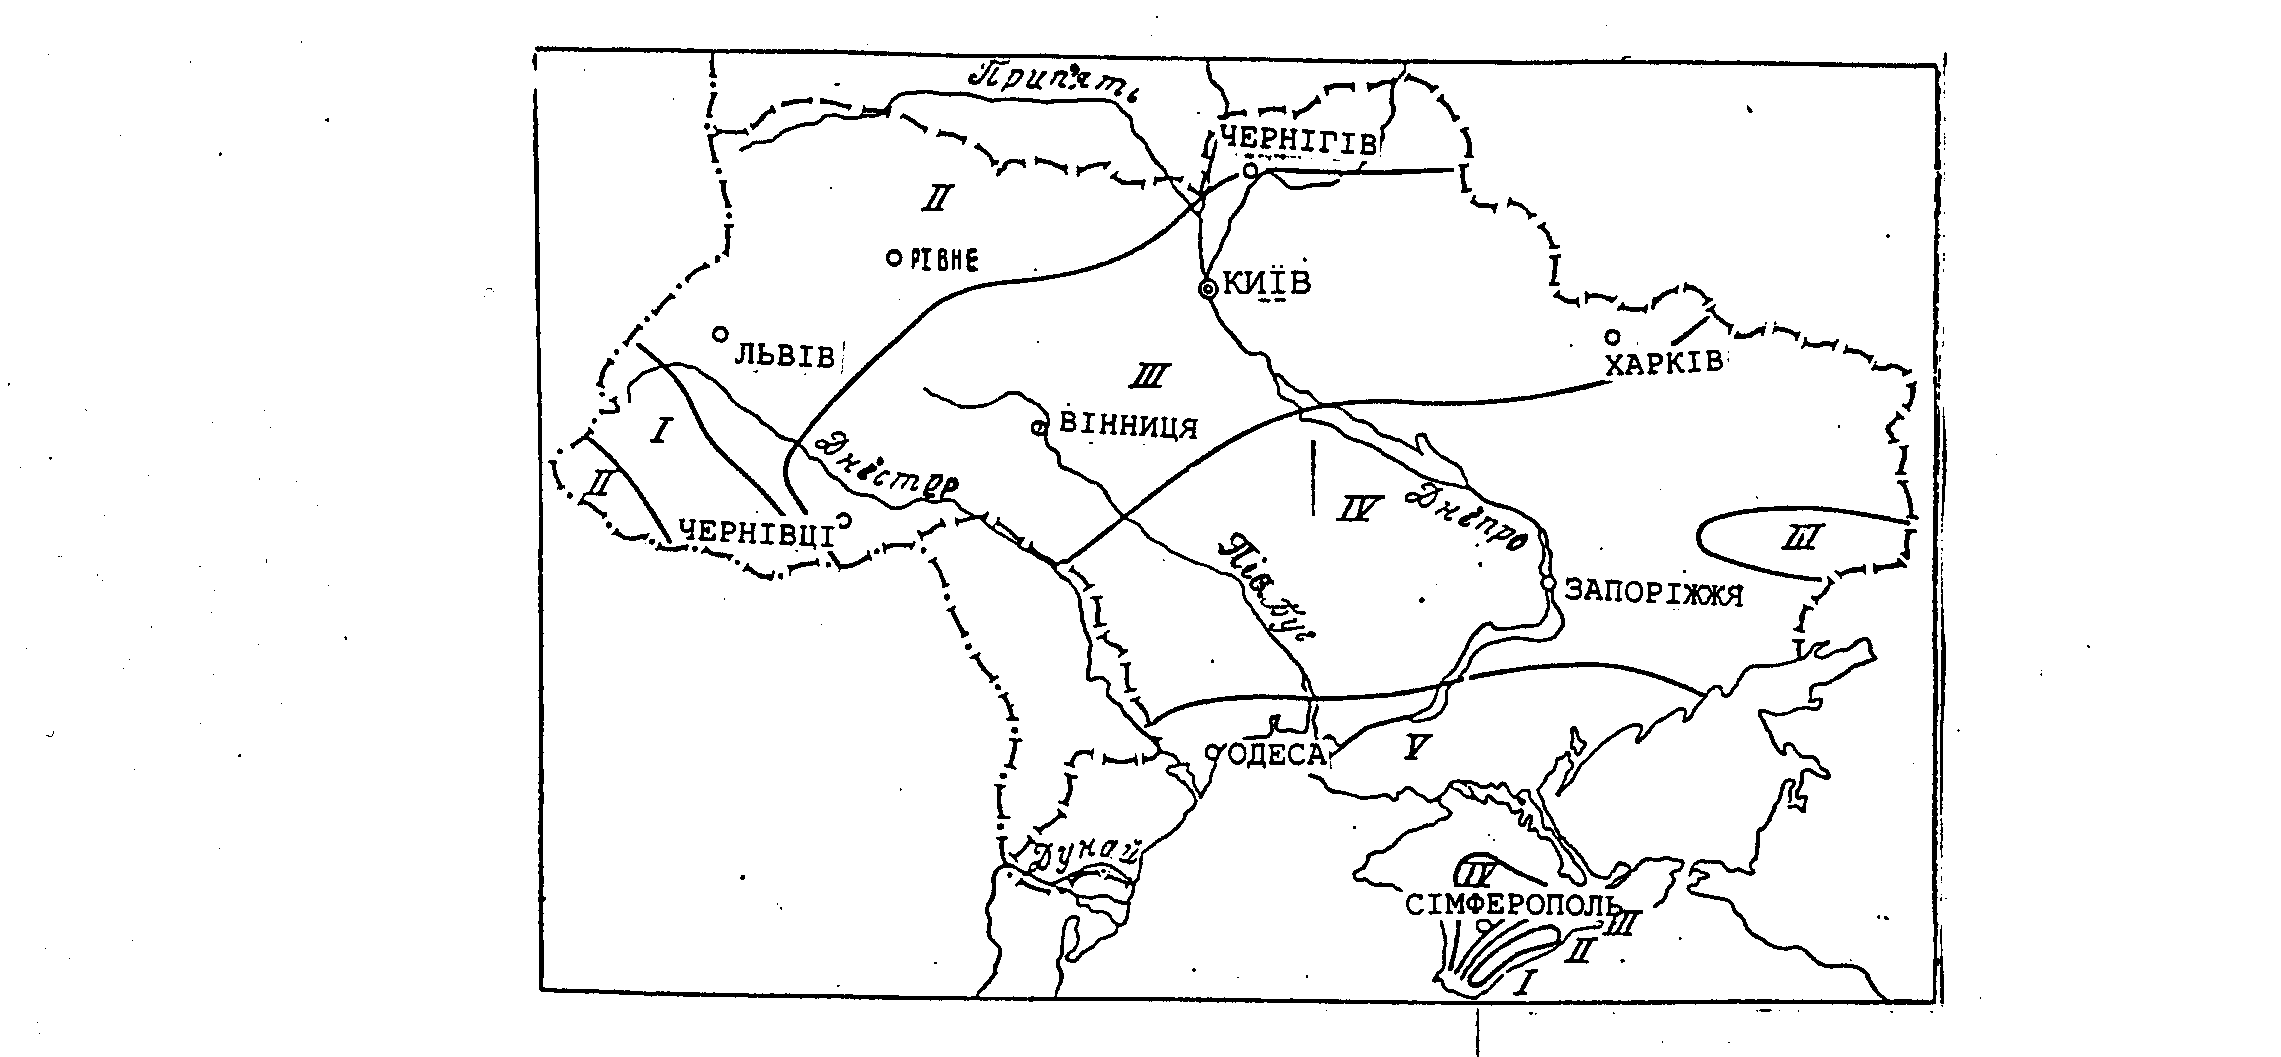 Прип'ять
ЧЕРНІГІВ
II
РІВНЕ
КИЇВ
ЛЬВІВ
ХАРКІВ
III
I
ВІННИЦЯ
Дністер
II
IV
Дніпро
ЧЕРНІВЦІ
III
Пів. Буг
ЗАПОРІЖЖЯ
ОДЕСА
V
Дунай
IV
СІМФЕРОПОЛЬ
III
II
I